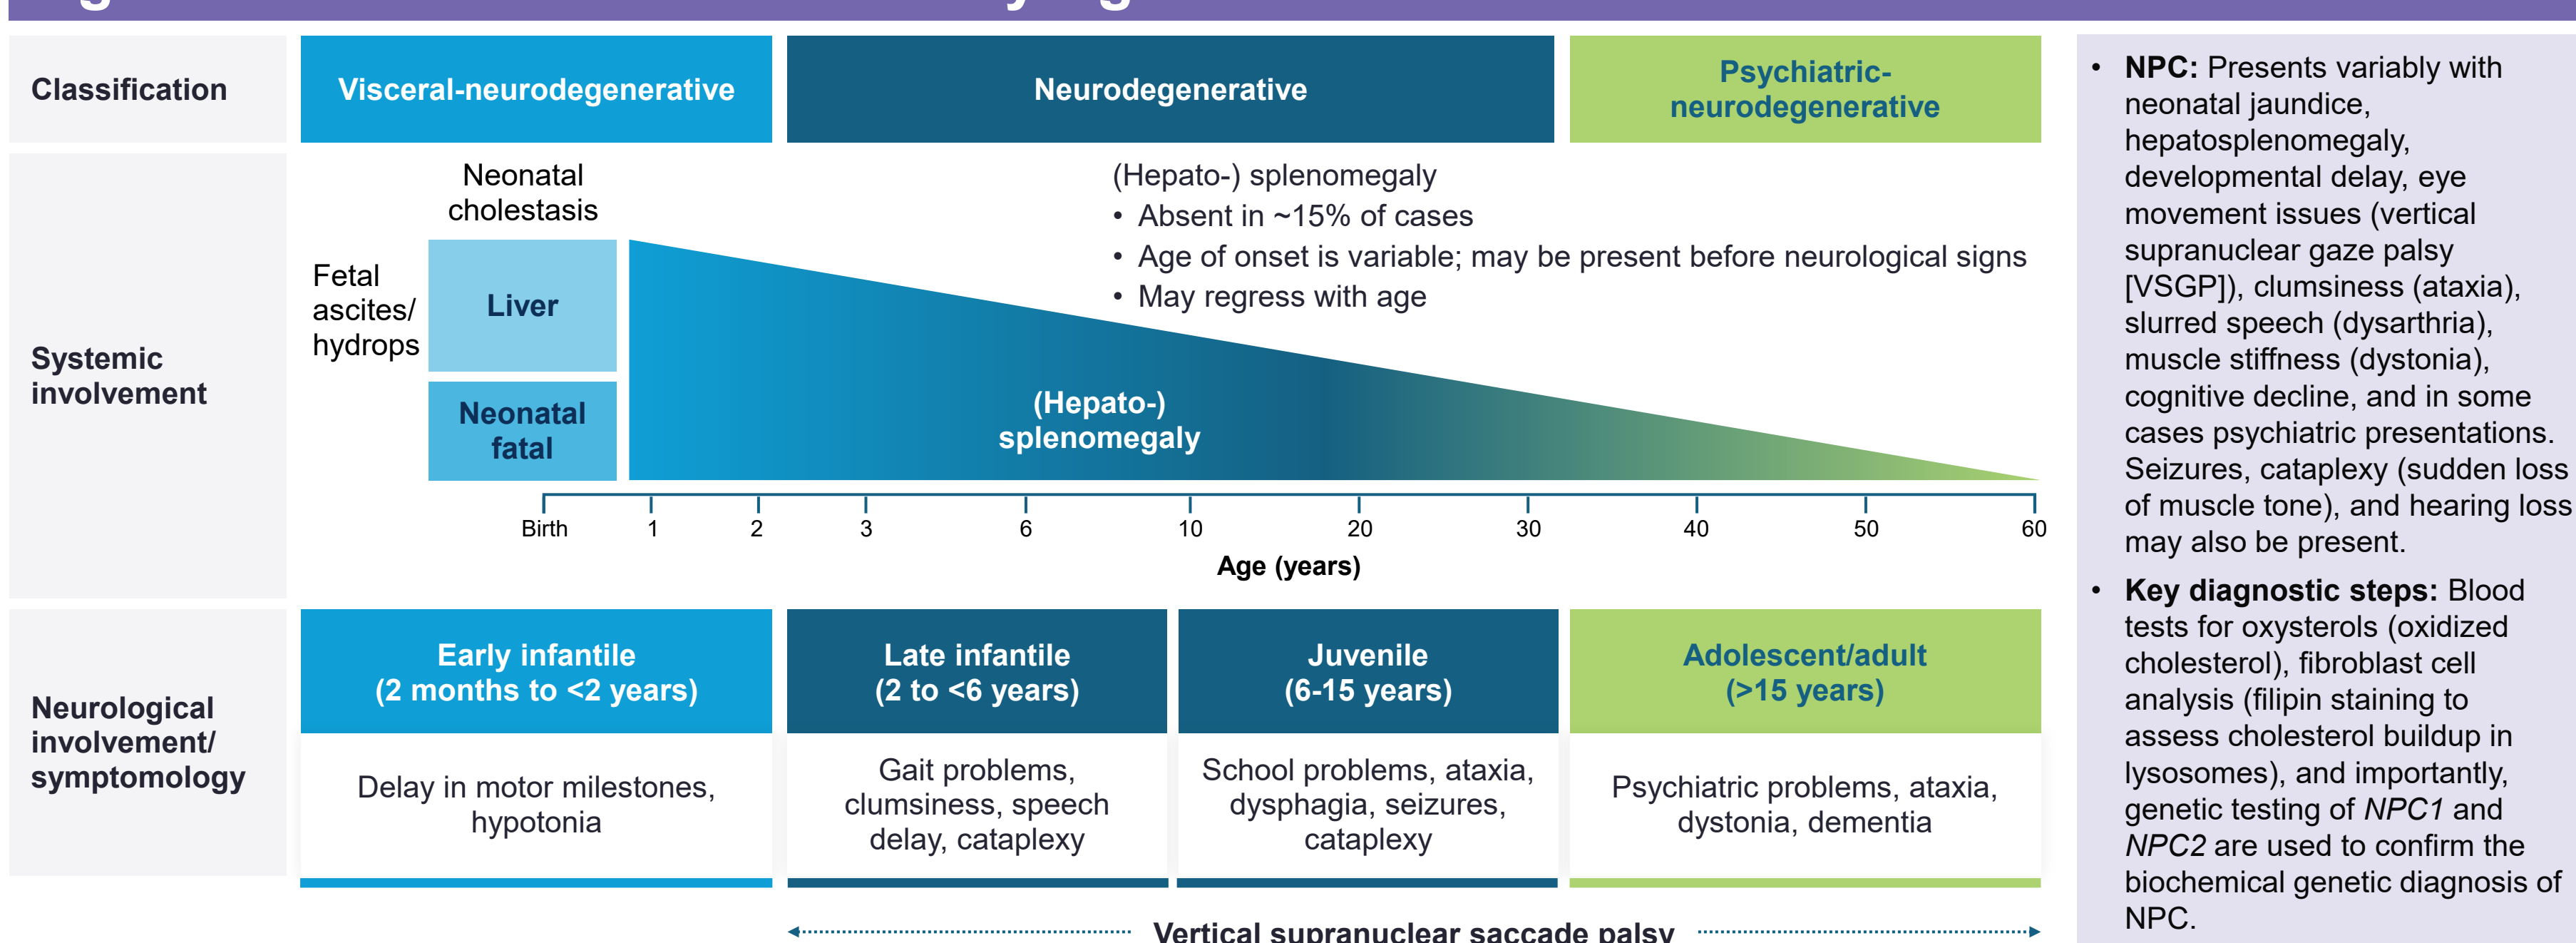 Classification
Visceral-neurodegenerative
Neurodegenerative
Psychiatric-
neurodegenerative
Systemic
involvement
Neonatal
cholestasis
Fetal
ascites/
hydrops
Liver
Neonatal
fatal
(Hepato-) splenomegaly
• Absent in ~15% of cases
• Age of onset is variable; may be present before neurological signs
• May regress with age
(Hepato-)
splenomegaly
Birth 1 2 3 6 10 20 30 40 50 60
Age (years)
Neurological
involvement/
symptomology
Early infantile
(2 months to <2 years)
Delay in motor milestones,
hypotonia
Late infantile
(2 to <6 years)
Gait problems,
clumsiness, speech
delay, cataplexy
Juvenile
(6-15 years)
School problems, ataxia,
dysphagia, seizures,
cataplexy
Adolescent/adult
(>15 years)
Psychiatric problems, ataxia,
dystonia, dementia
Vertical supranuclear saccade palsy
• NPC: Presents variably with
neonatal jaundice,
hepatosplenomegaly,
developmental delay, eye
movement issues (vertical
supranuclear gaze palsy
[VSGP]), clumsiness (ataxia),
slurred speech (dysarthria),
muscle stiffness (dystonia),
cognitive decline, and in some
cases psychiatric presentations.
Seizures, cataplexy (sudden loss
of muscle tone), and hearing loss
may also be present.
• Key diagnostic steps: Blood
tests for oxysterols (oxidized
cholesterol), fibroblast cell
analysis (filipin staining to
assess cholesterol buildup in
lysosomes), and importantly,
genetic testing of NPC1 and
NPC2 are used to confirm the
biochemical genetic diagnosis of
NPC.